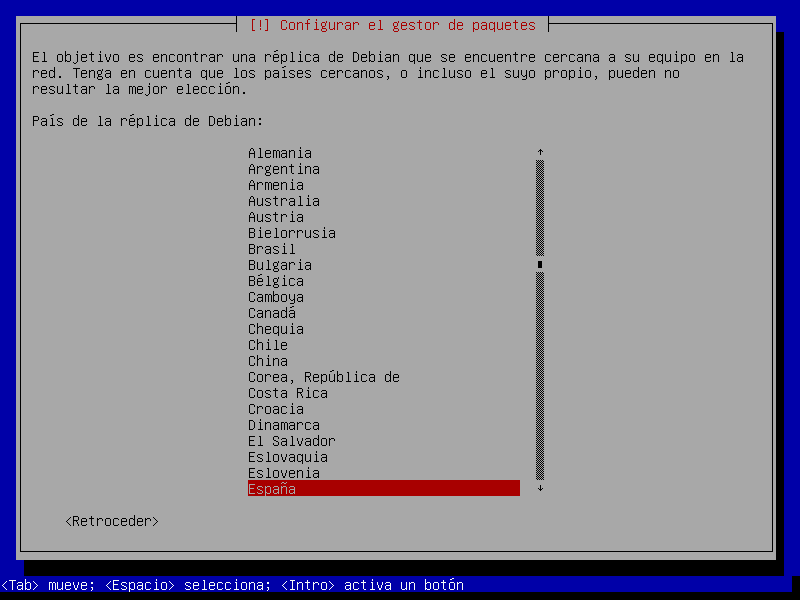 [!] Configurar el gestor de paquetes
El objetivo es encontrar una réplica de Debian que se encuentre cercana a su equipo en la
red. Tenga en cuenta que los países cercanos, o incluso el suyo propio, pueden no
resultar la mejor elección.
País de la réplica de Debian:
Alemania
Argentina
Armenia
Australia
Austria
Bielorrusia
Brasil
Bulgaria
Bélgica
Camboya
Canadá
Chequia
Chile
China
Corea, República de
Costa Rica
Croacia
Dinamarca
El Salvador
Eslovaquia
Eslovenia
España
<Retroceder>
<Tab> mueve; <Espacio> selecciona; <Intro> activa un botón